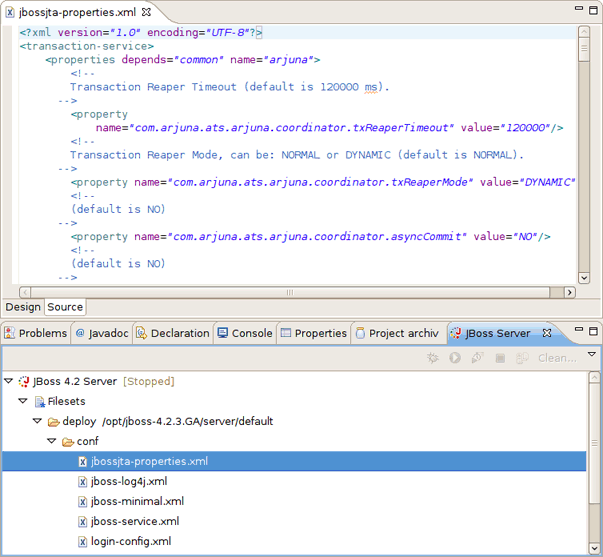 jbossjta-properties.xml
<?xml version="1.0" encoding="UTF-8"?>
<transaction-service>
<properties depends="common" name="arjuna">
<!--
Transaction Reaper Timeout (default is 120000 ms).
-->
<property
name="com.arjuna.ats.arjuna.coordinator.txReaperTimeout" value="120000"/>
<!--
Transaction Reaper Mode, can be: NORMAL or DYNAMIC (default is NORMAL).
-->
<property name="com.arjuna.ats.arjuna.coordinator.txReaperMode" value="DYNAMIC"
<!--
(default is NO)
-->
<property name="com.arjuna.ats.arjuna.coordinator.asyncCommit" value="NO"/>
<!--
(default is NO)
-->
Design Source
Problems @ Javadoc Declaration Console Properties Project archiv JBoss Server
Clean...
JBoss 4.2 Server [Stopped]
Filesets
deploy /opt/jboss-4.2.3.GA/server/default
conf
jbossjta-properties.xml
jboss-log4j.xml
jboss-minimal.xml
jboss-service.xml
login-config.xml